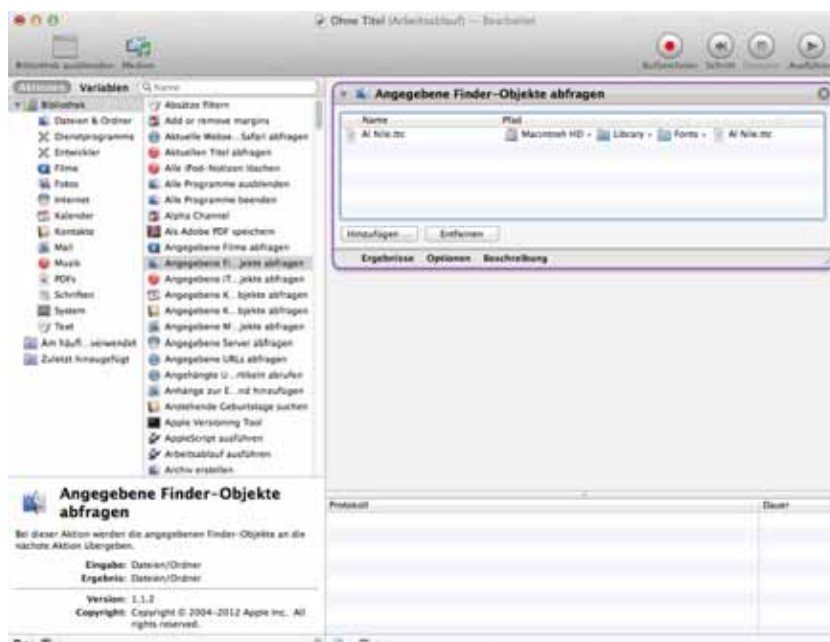 Ohne Titel (Arbeitsablauf) — Bearbeitet
Bibliothek ausblenden Medien
Aufzeichnen Schritt Ausführen
Aktionen Variablen Name
Bibliothek
Dateien & Ordner
Dienstprogramme
Entwickler
Filme
Fotos
Internet
Kalender
Kontakte
Mail
Musik
PDFs
Schriften
System
Text
Am häufi...verwendet
Zuletzt hinzugefügt
Absätze filtern
Add or remove margins
Aktuelle Webse... Safari abfragen
Aktuellen Titel abfragen
Alle iPod-Notizen löschen
Alle Programme ausblenden
Alle Programme beenden
Alpha Channel
Als Adobe PDF speichern
Angegebene Filme abfragen
Angegebene Fi...jekte abfragen
Angegebene iT...jekte abfragen
Angegebene K...bjekte abfragen
Angegebene K...bjekte abfragen
Angegebene M...jekte abfragen
Angegebene Server abfragen
Angegebene URLs abfragen
Angehängte U...rtikeln abrufen
Anhänge zur E...nd hinzufügen
Anstehende Geburtstage suchen
Apple Versioning Tool
AppleScript ausführen
Arbeitsablauf ausführen
Archiv erstellen
Angegebene Finder-Objekte abfragen
Name Pfad
Al Nile.ttc Macintosh HD Library Fonts Al Nile.ttc
Hinzufügen ... Entfernen
Ergebnisse Optionen Beschreibung
Angegebene Finder-Objekte
abfragen
Bei dieser Aktion werden die angegebenen Finder-Objekte an die
nächste Aktion übergeben.
Eingabe: Dateien/Ordner
Ergebnis: Dateien/Ordner
Version: 1.1.2
Copyright: Copyright © 2004–2012 Apple Inc. All
rights reserved.
Protokoll Dauer